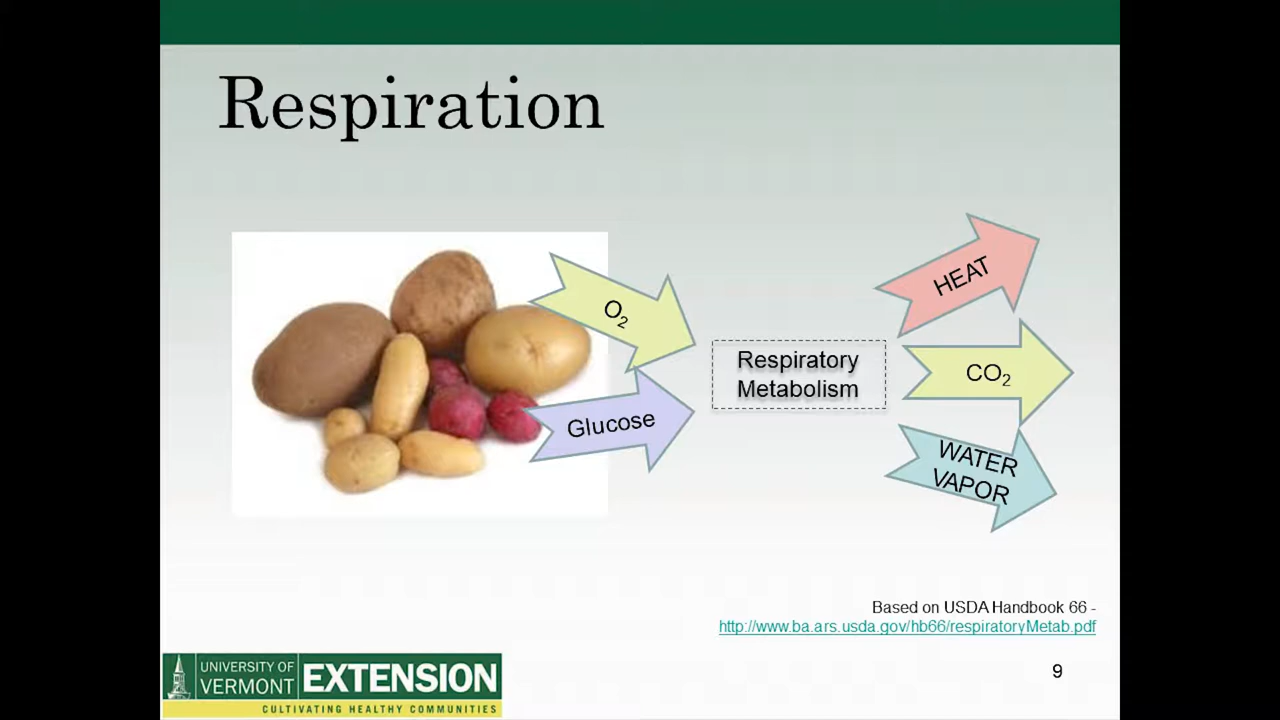 Respiration
O₂
Glucose
Respiratory
Metabolism
HEAT
CO₂
WATER
VAPOR
Based on USDA Handbook 66 -
http://www.ba.ars.usda.gov/hb66/respiratoryMetab.pdf
UNIVERSITY OF
VERMONT
EXTENSION
CULTIVATING HEALTHY COMMUNITIES
9